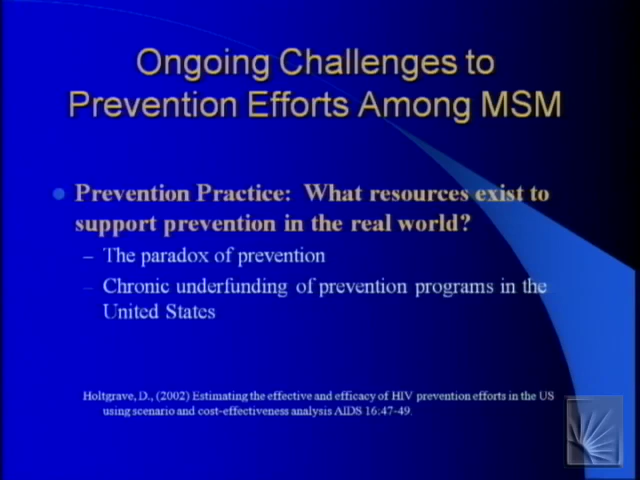 Ongoing Challenges to
Prevention Efforts Among MSM
Prevention Practice: What resources exist to
support prevention in the real world?
– The paradox of prevention
– Chronic underfunding of prevention programs in the
United States
Holtgrave, D., (2002) Estimating the effective and efficacy of HIV prevention efforts in the US
using scenario and cost-effectiveness analysis AIDS 16:47-49.